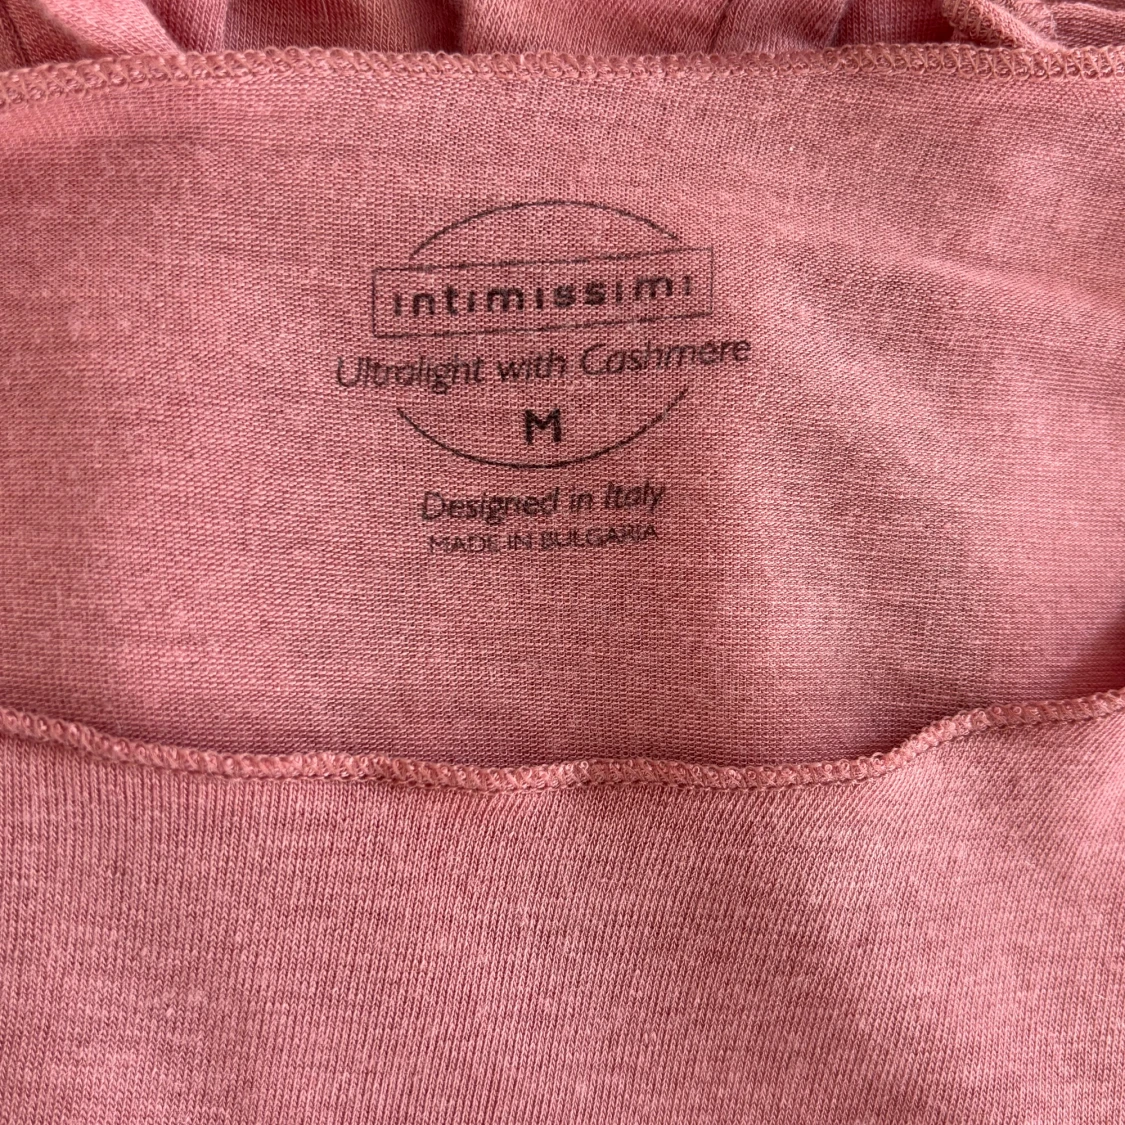 intimissimi
Ultralight with Cashmere
M
Designed in Italy
MADE IN BULGARIA